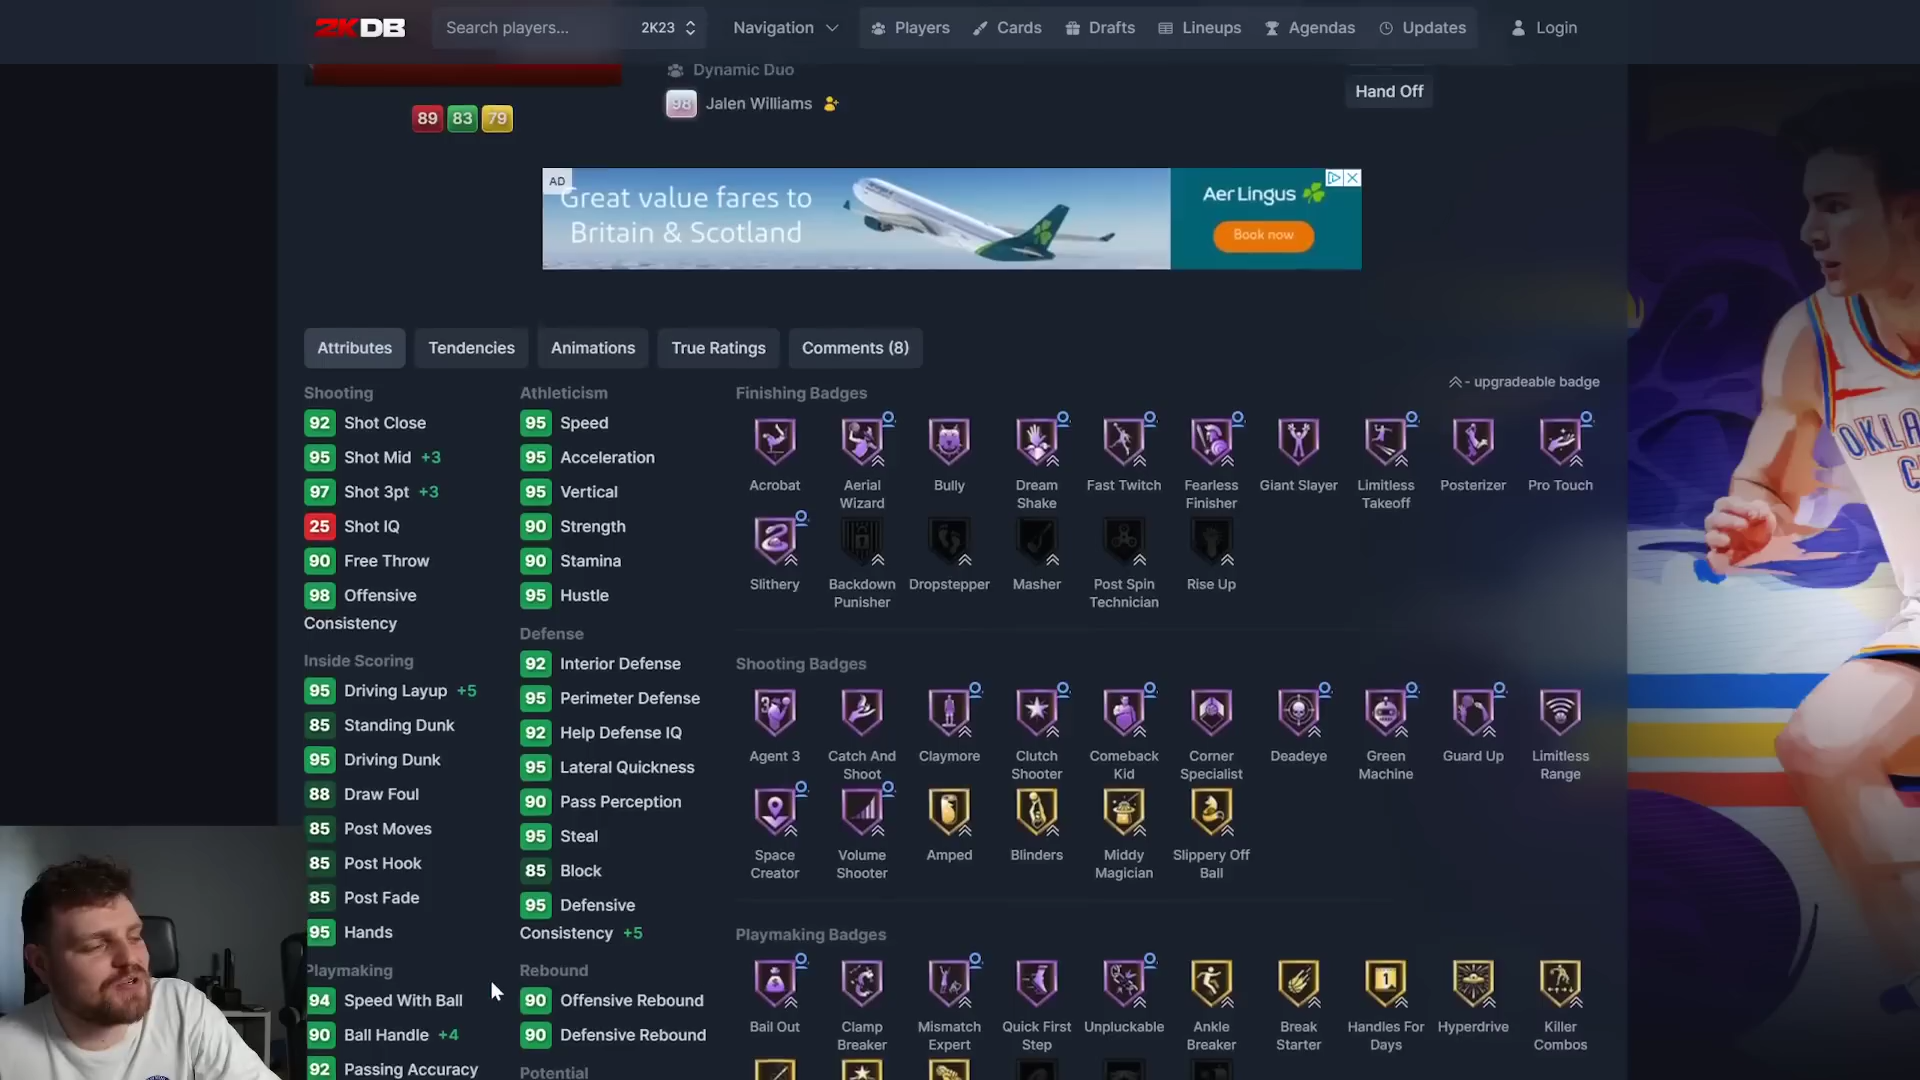 2KDB
Search players...
2K23
Navigation
Players
Cards
Drafts
Lineups
Agendas
Updates
Login
Dynamic Duo
98
Jalen Williams
Hand Off
89 83 79
AD
Great value fares to
Britain & Scotland
Aer Lingus
Book now
Attributes
Tendencies
Animations
True Ratings
Comments (8)
- upgradeable badge
Shooting
92 Shot Close
95 Shot Mid +3
97 Shot 3pt +3
25 Shot IQ
90 Free Throw
98 Offensive
Consistency
Inside Scoring
95 Driving Layup +5
85 Standing Dunk
95 Driving Dunk
88 Draw Foul
85 Post Moves
85 Post Hook
85 Post Fade
95 Hands
Playmaking
94 Speed With Ball
90 Ball Handle +4
92 Passing Accuracy
Athleticism
95 Speed
95 Acceleration
95 Vertical
90 Strength
90 Stamina
95 Hustle
Defense
92 Interior Defense
95 Perimeter Defense
92 Help Defense IQ
95 Lateral Quickness
90 Pass Perception
95 Steal
85 Block
95 Defensive
Consistency +5
Rebound
90 Offensive Rebound
90 Defensive Rebound
Potential
Finishing Badges
Acrobat
Aerial
Wizard
Bully
Dream
Shake
Fast Twitch
Fearless
Finisher
Giant Slayer
Limitless
Takeoff
Posterizer
Pro Touch
Slithery
Backdown
Punisher
Dropstepper
Masher
Post Spin
Technician
Rise Up
Shooting Badges
Agent 3
Catch And
Shoot
Claymore
Clutch
Shooter
Comeback
Kid
Corner
Specialist
Deadeye
Green
Machine
Guard Up
Limitless
Range
Space
Creator
Volume
Shooter
Amped
Blinders
Middy
Magician
Slippery Off
Ball
Playmaking Badges
Bail Out
Clamp
Breaker
Mismatch
Expert
Quick First
Step
Unpluckable
Ankle
Breaker
Break
Starter
Handles For
Days
Hyperdrive
Killer
Combos
OKLA